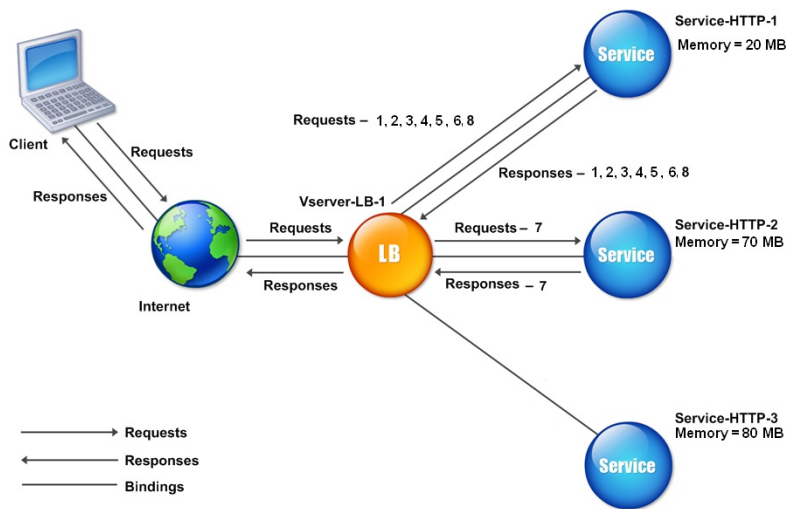 Service-HTTP-1
Memory = 20 MB
Service
Client
Requests
Responses
Requests – 1, 2, 3, 4, 5 , 6, 8
Responses – 1, 2, 3, 4, 5 , 6, 8
Vserver-LB-1
LB
Requests
Responses
Internet
Requests – 7
Responses – 7
Service-HTTP-2
Memory = 70 MB
Service
Service-HTTP-3
Memory = 80 MB
Service
Requests
Responses
Bindings